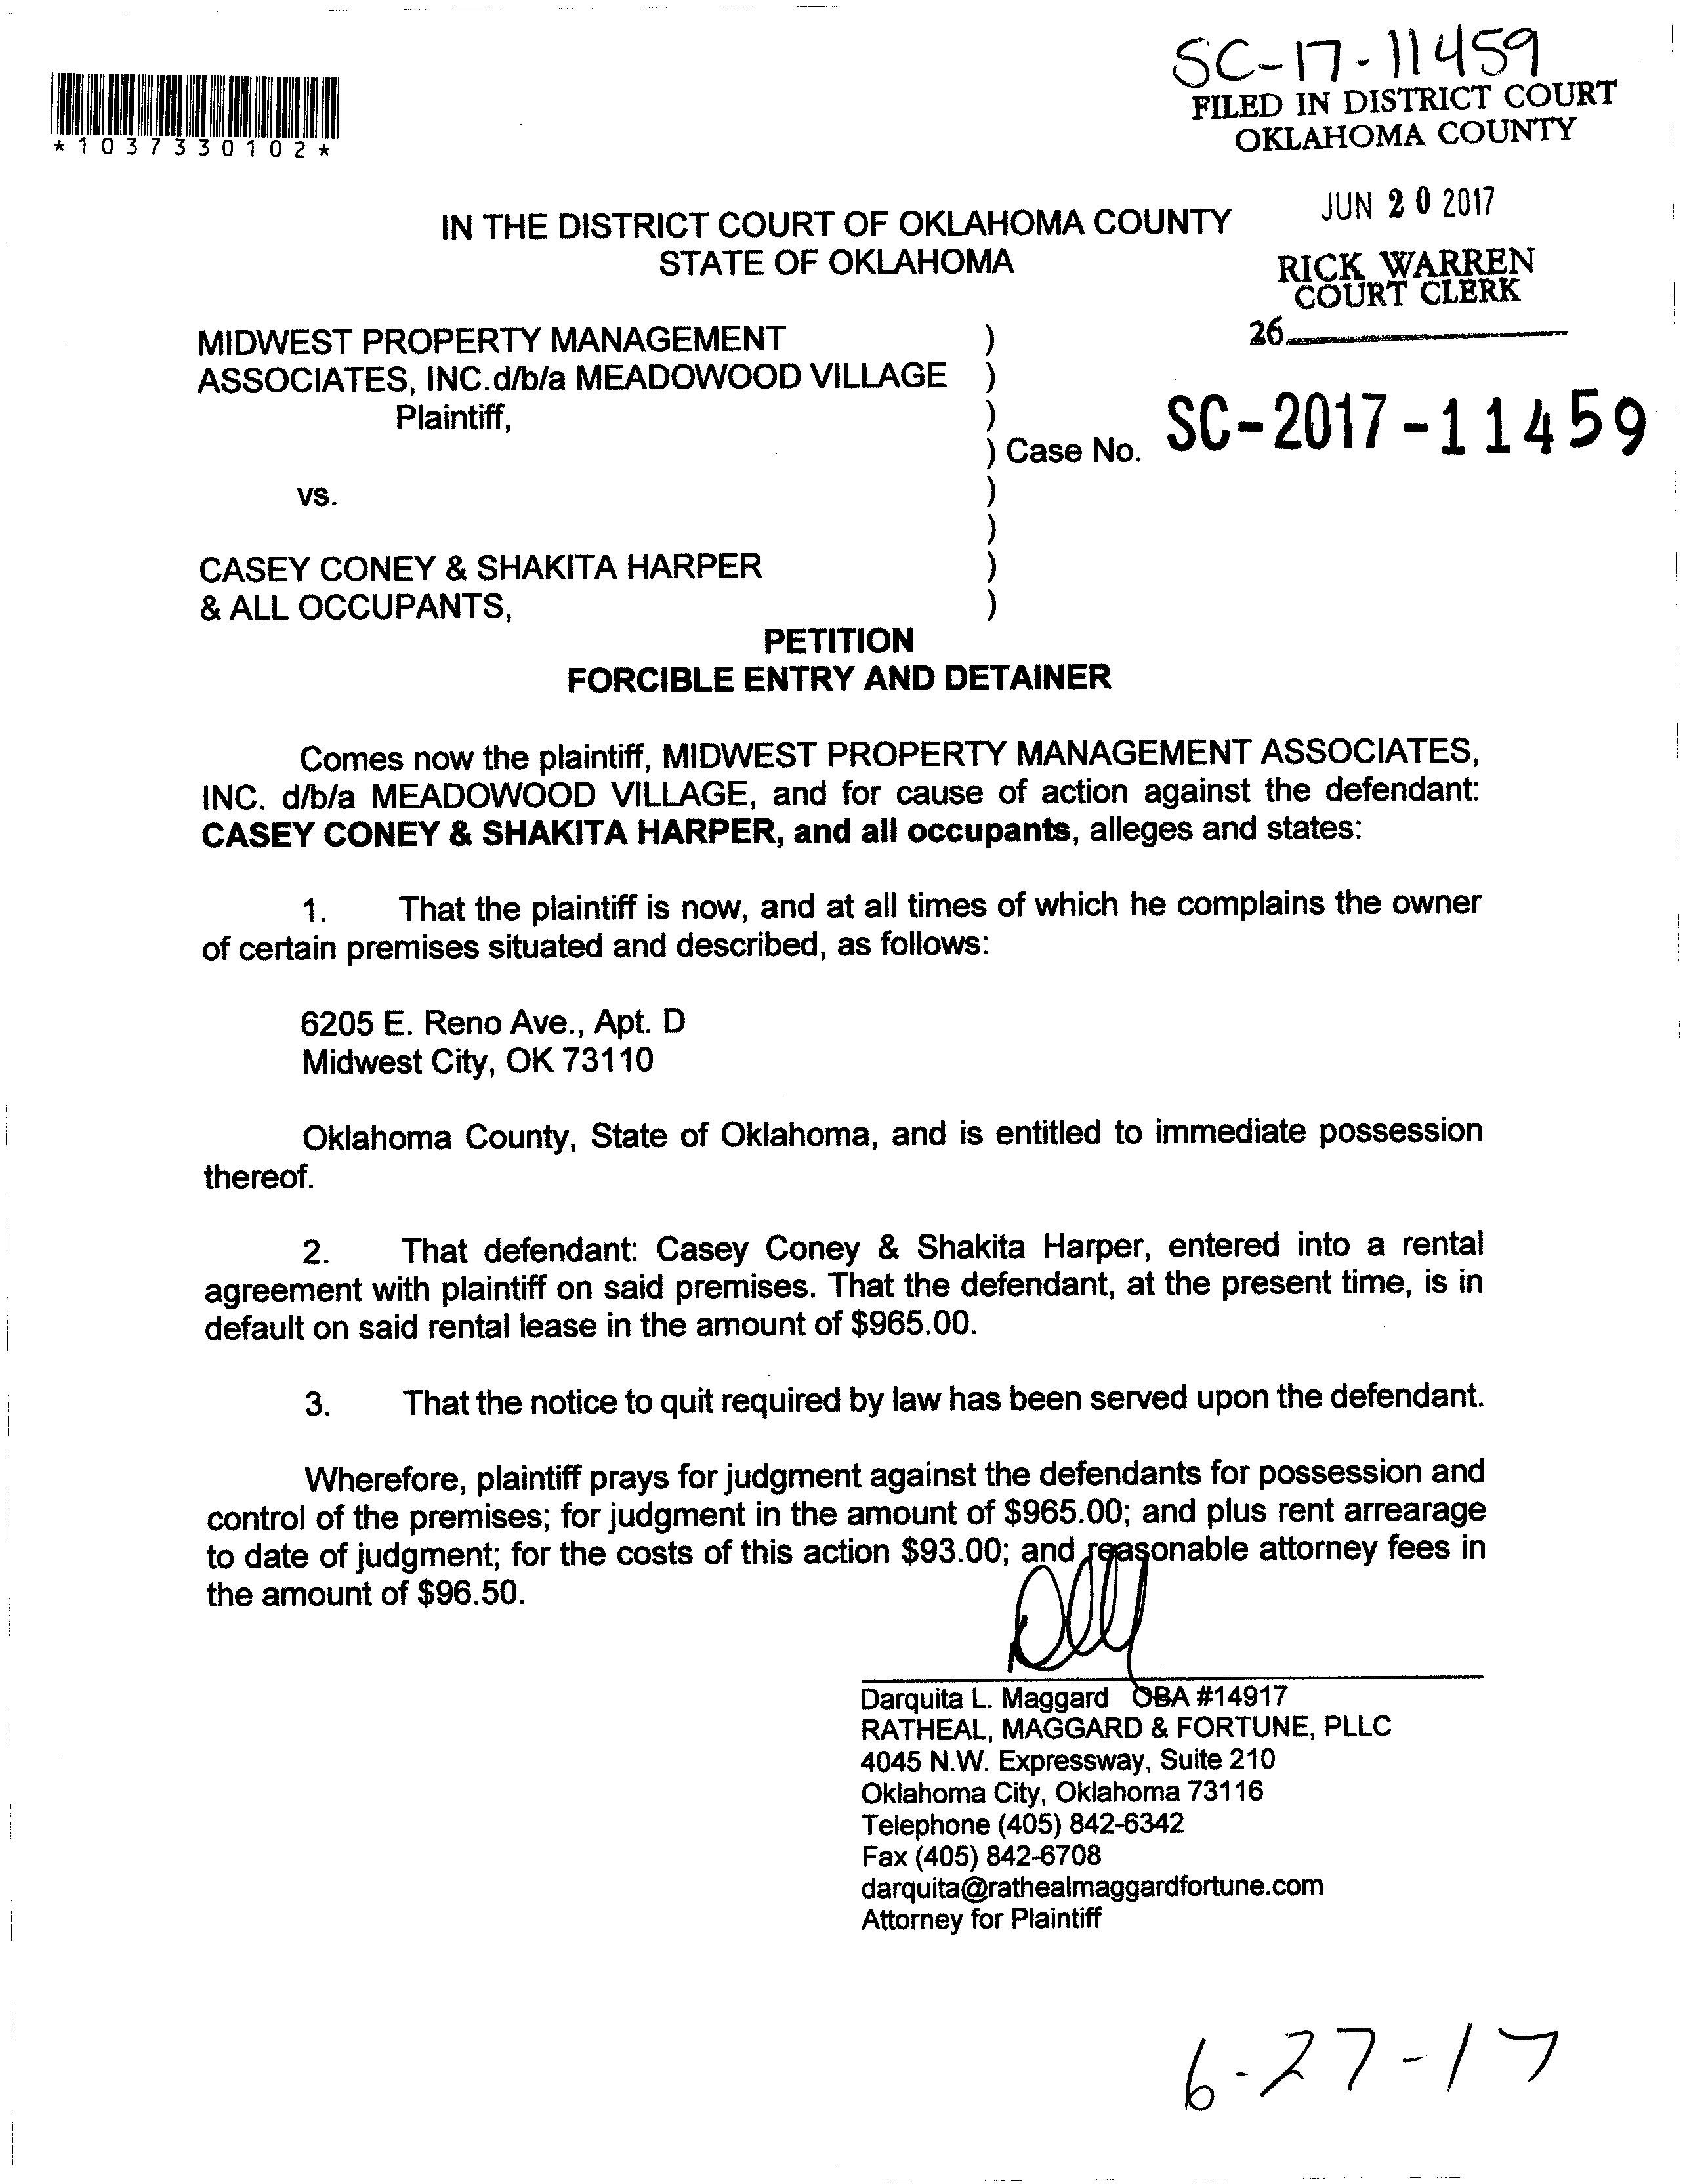 SC-17-11459
FILED IN DISTRICT COURT
OKLAHOMA COUNTY
*1037330102*
JUN 20 2017
IN THE DISTRICT COURT OF OKLAHOMA COUNTY
STATE OF OKLAHOMA
RICK WARREN
COURT CLERK
26
MIDWEST PROPERTY MANAGEMENT )
ASSOCIATES, INC.d/b/a MEADOWOOD VILLAGE )
Plaintiff, )
) Case No. SC-2017-11459
vs. )
)
CASEY CONEY & SHAKITA HARPER )
& ALL OCCUPANTS, )
PETITION
FORCIBLE ENTRY AND DETAINER
Comes now the plaintiff, MIDWEST PROPERTY MANAGEMENT ASSOCIATES,
INC. d/b/a MEADOWOOD VILLAGE, and for cause of action against the defendant:
CASEY CONEY & SHAKITA HARPER, and all occupants, alleges and states:
1. That the plaintiff is now, and at all times of which he complains the owner
of certain premises situated and described, as follows:
6205 E. Reno Ave., Apt. D
Midwest City, OK 73110
Oklahoma County, State of Oklahoma, and is entitled to immediate possession
thereof.
2. That defendant: Casey Coney & Shakita Harper, entered into a rental
agreement with plaintiff on said premises. That the defendant, at the present time, is in
default on said rental lease in the amount of $965.00.
3. That the notice to quit required by law has been served upon the defendant.
Wherefore, plaintiff prays for judgment against the defendants for possession and
control of the premises; for judgment in the amount of $965.00; and plus rent arrearage
to date of judgment; for the costs of this action $93.00; and reasonable attorney fees in
the amount of $96.50.
Darquita L. Maggard OBA #14917
RATHEAL, MAGGARD & FORTUNE, PLLC
4045 N.W. Expressway, Suite 210
Oklahoma City, Oklahoma 73116
Telephone (405) 842-6342
Fax (405) 842-6708
darquita@rathealmaggardfortune.com
Attorney for Plaintiff
6-27-17